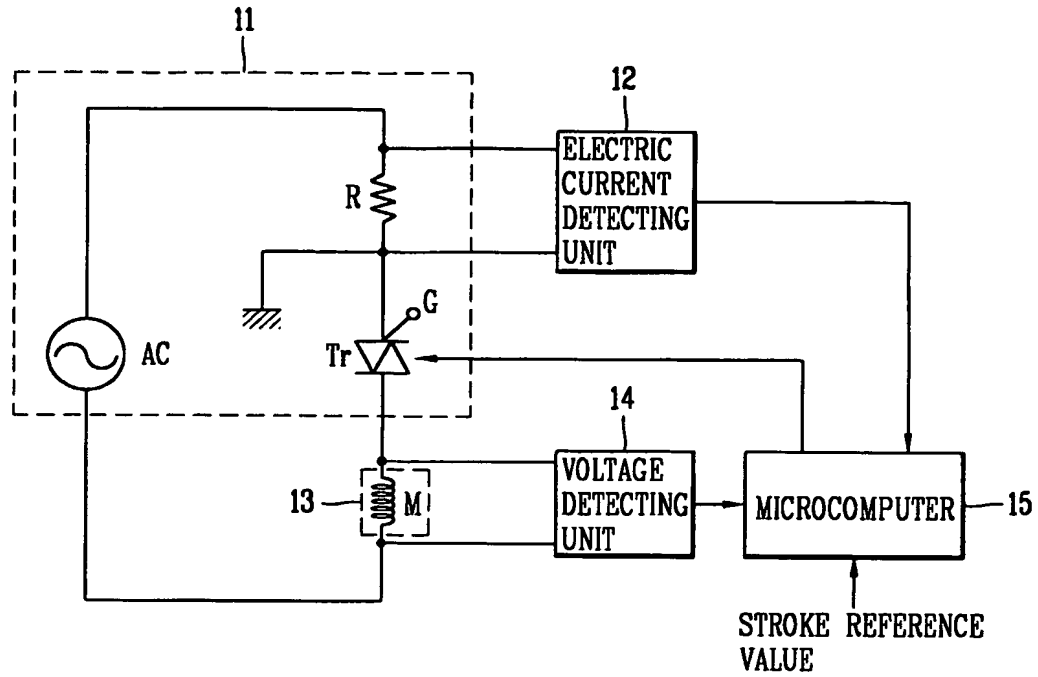 11
12
ELECTRIC
CURRENT
DETECTING
UNIT
R
G
AC
Tr
14
VOLTAGE
DETECTING
UNIT
13
M
MICROCOMPUTER
15
STROKE REFERENCE
VALUE